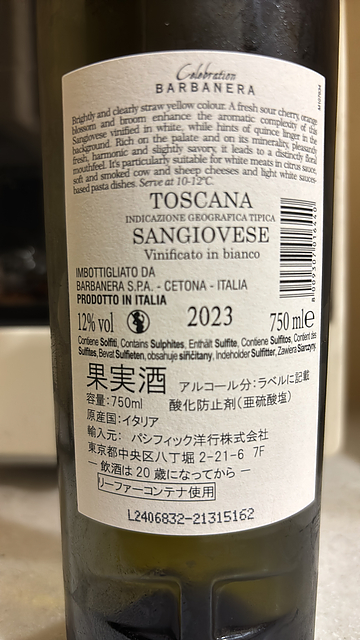 Celebration
BARBANERA
Brightly and clearly straw yellow colour. A fresh sour cherry, orange
blossom and broom enhance the aromatic complexity of this
Sangiovese vinified in white, while hints of quince linger in the
background. Rich on the palate and on its minerality, pleasantly
fresh, harmonic and slightly savory, it leads to a distinctly floral
mouthfeel. It's particularly suitable for white meats in citrus sauce,
soft and smoked cow and sheep cheeses and light white sauces-
based pasta dishes. Serve at 10-12°C.
TOSCANA
INDICAZIONE GEOGRAFICA TIPICA
SANGIOVESE
Vinificato in bianco
IMBOTTIGLIATO DA
BARBANERA S.P.A. - CETONA - ITALIA
PRODOTTO IN ITALIA
12% vol 2023 750 ml e
Contiene Solfiti, Contains Sulphites, Enthält Sulfite, Contiene Sulfitos, Contient des
Sulfites, Bevat Sulfieten, obsahuje siřičitany, Indeholder Sulfitter, Zawiera Siarczyny.
果実酒 アルコール分:ラベルに記載
容量:750ml 酸化防止剤(亜硫酸塩)
原産国:イタリア
輸入元: パシフィック洋行株式会社
東京都中央区八丁堀 2-21-6 7F
― 飲酒は 20 歳になってから ―
リーファーコンテナ使用
L2406832-21315162